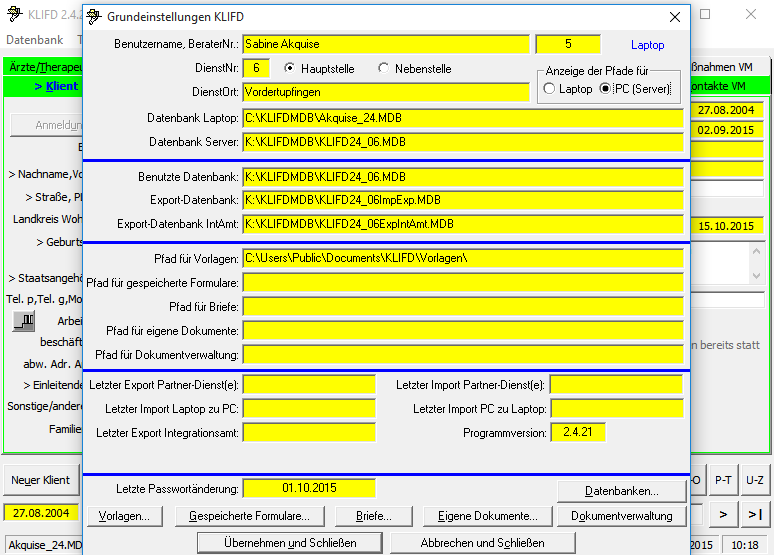 KLIFD 2.4.2
Grundeinstellungen KLIFD
Datenbank
Benutzername, BeraterNr.: Sabine Akquise 5 Laptop
DienstNr: 6 Hauptstelle Nebenstelle
Anzeige der Pfade für
Laptop PC (Server)
DienstOrt: Vordertupfingen
Datenbank Laptop: C:\KLIFDMDB\Akquise_24.MDB
Datenbank Server: K:\KLIFDMDB\KLIFD24_06.MDB
Benutzte Datenbank: K:\KLIFDMDB\KLIFD24_06.MDB
Export-Datenbank: K:\KLIFDMDB\KLIFD24_06ImpExp.MDB
Export-Datenbank IntAmt: K:\KLIFDMDB\KLIFD24_06ExpIntAmt.MDB
Pfad für Vorlagen: C:\Users\Public\Documents\KLIFD\Vorlagen\
Pfad für gespeicherte Formulare:
Pfad für Briefe:
Pfad für eigene Dokumente:
Pfad für Dokumentverwaltung:
Letzter Export Partner-Dienst(e): Letzter Import Partner-Dienst(e):
Letzter Import Laptop zu PC: Letzter Import PC zu Laptop:
Letzter Export Integrationsamt: Programmversion: 2.4.21
Letzte Passwortänderung: 01.10.2015
Datenbanken...
Vorlagen... Gespeicherte Formulare... Briefe... Eigene Dokumente... Dokumentverwaltung
Übernehmen und Schließen Abbrechen und Schließen
Ärzte/Therapeu
> Klient
Anmeldun
> Nachname,Vo
> Straße, Pl
Landkreis Woh
> Geburts
> Staatsangehö
Tel. p,Tel. g,Mo
Arbei
beschäft
abw. Adr. A
> Einleitende
Sonstige/andere
Familie
Neuer Klient
27.08.2004
Akquise_24.MD
ßnahmen VM
ontakte VM
27.08.2004
02.09.2015
15.10.2015
n bereits statt
-O P-T U-Z
> >|
2015 10:18